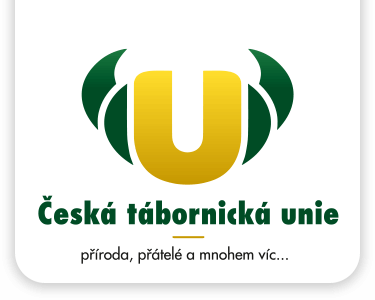 U
Česká tábornická unie
příroda, přátelé a mnohem víc...